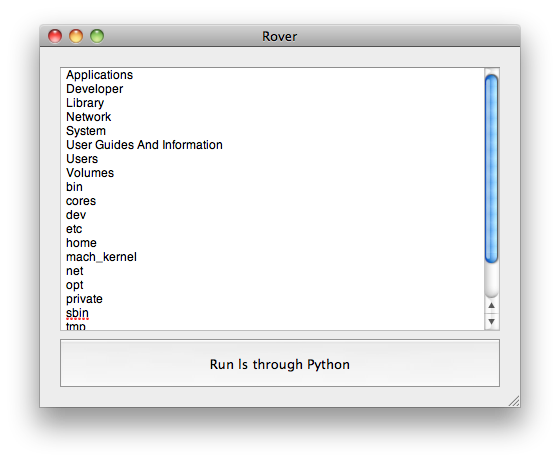 Rover
Applications
Developer
Library
Network
System
User Guides And Information
Users
Volumes
bin
cores
dev
etc
home
mach_kernel
net
opt
private
sbin
tmp
Run ls through Python